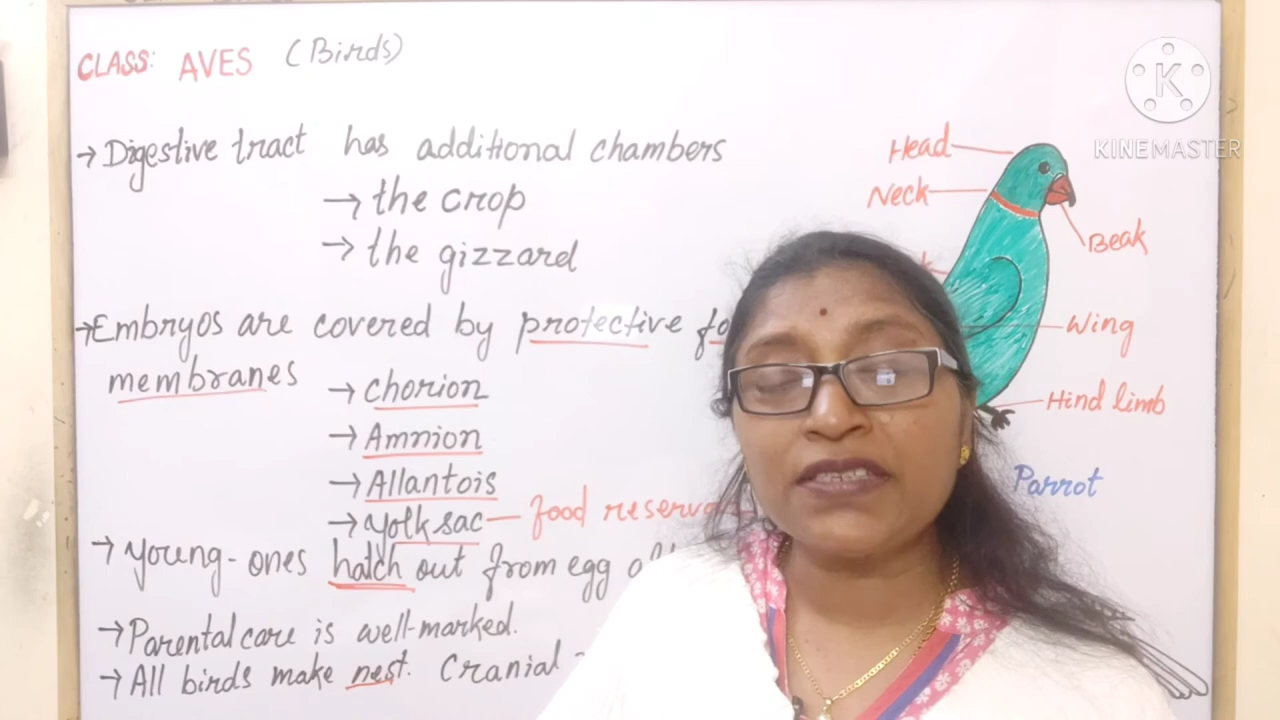 CLASS: AVES (Birds)
→ Digestive tract has additional chambers
→ the crop
→ the gizzard
→ Embryos are covered by protective
membranes → Chorion
→ Amnion
→ Allantois
→ yolk sac — food
→ young-ones hatch out from egg
→ Parental care is well-marked.
→ All birds make nest. Cranial
Head
Neck
Beak
Wing
Hind limb
Parrot
K
KINEMASTER